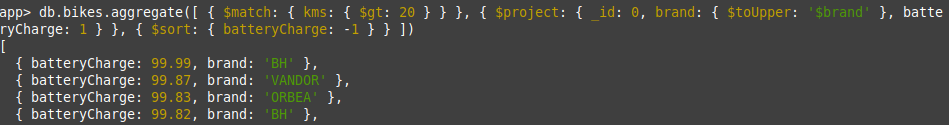 app> db.bikes.aggregate([ { $match: { kms: { $gt: 20 } } }, { $project: { _id: 0, brand: { $toUpper: '$brand' }, batte
ryCharge: 1 } }, { $sort: { batteryCharge: -1 } } ])
[
  { batteryCharge: 99.99, brand: 'BH' },
  { batteryCharge: 99.87, brand: 'VANDOR' },
  { batteryCharge: 99.83, brand: 'ORBEA' },
  { batteryCharge: 99.82, brand: 'BH' },